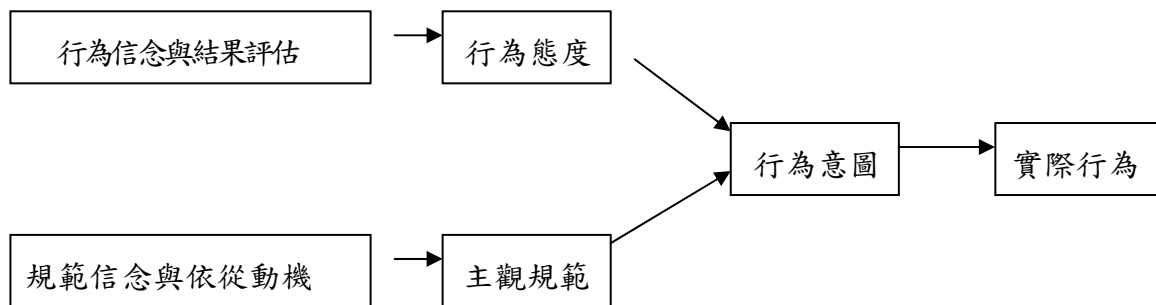 行為信念與結果評估
行為態度
行為意圖
實際行為
規範信念與依從動機
主觀規範